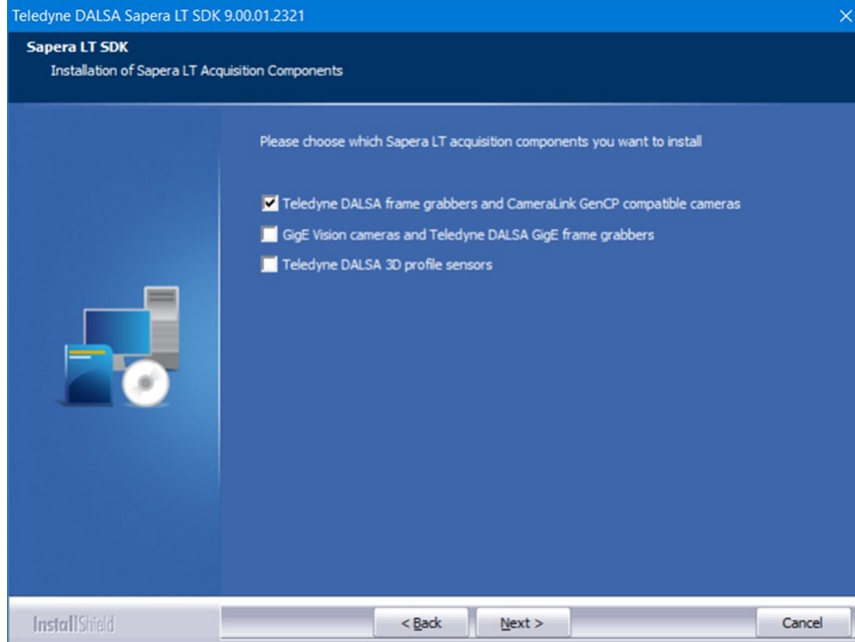 Teledyne DALSA Sapera LT SDK 9.00.01.2321
Sapera LT SDK
Installation of Sapera LT Acquisition Components
Please choose which Sapera LT acquisition components you want to install
Teledyne DALSA frame grabbers and CameraLink GenCP compatible cameras
GigE Vision cameras and Teledyne DALSA GigE frame grabbers
Teledyne DALSA 3D profile sensors
InstallShield
< Back
Next >
Cancel